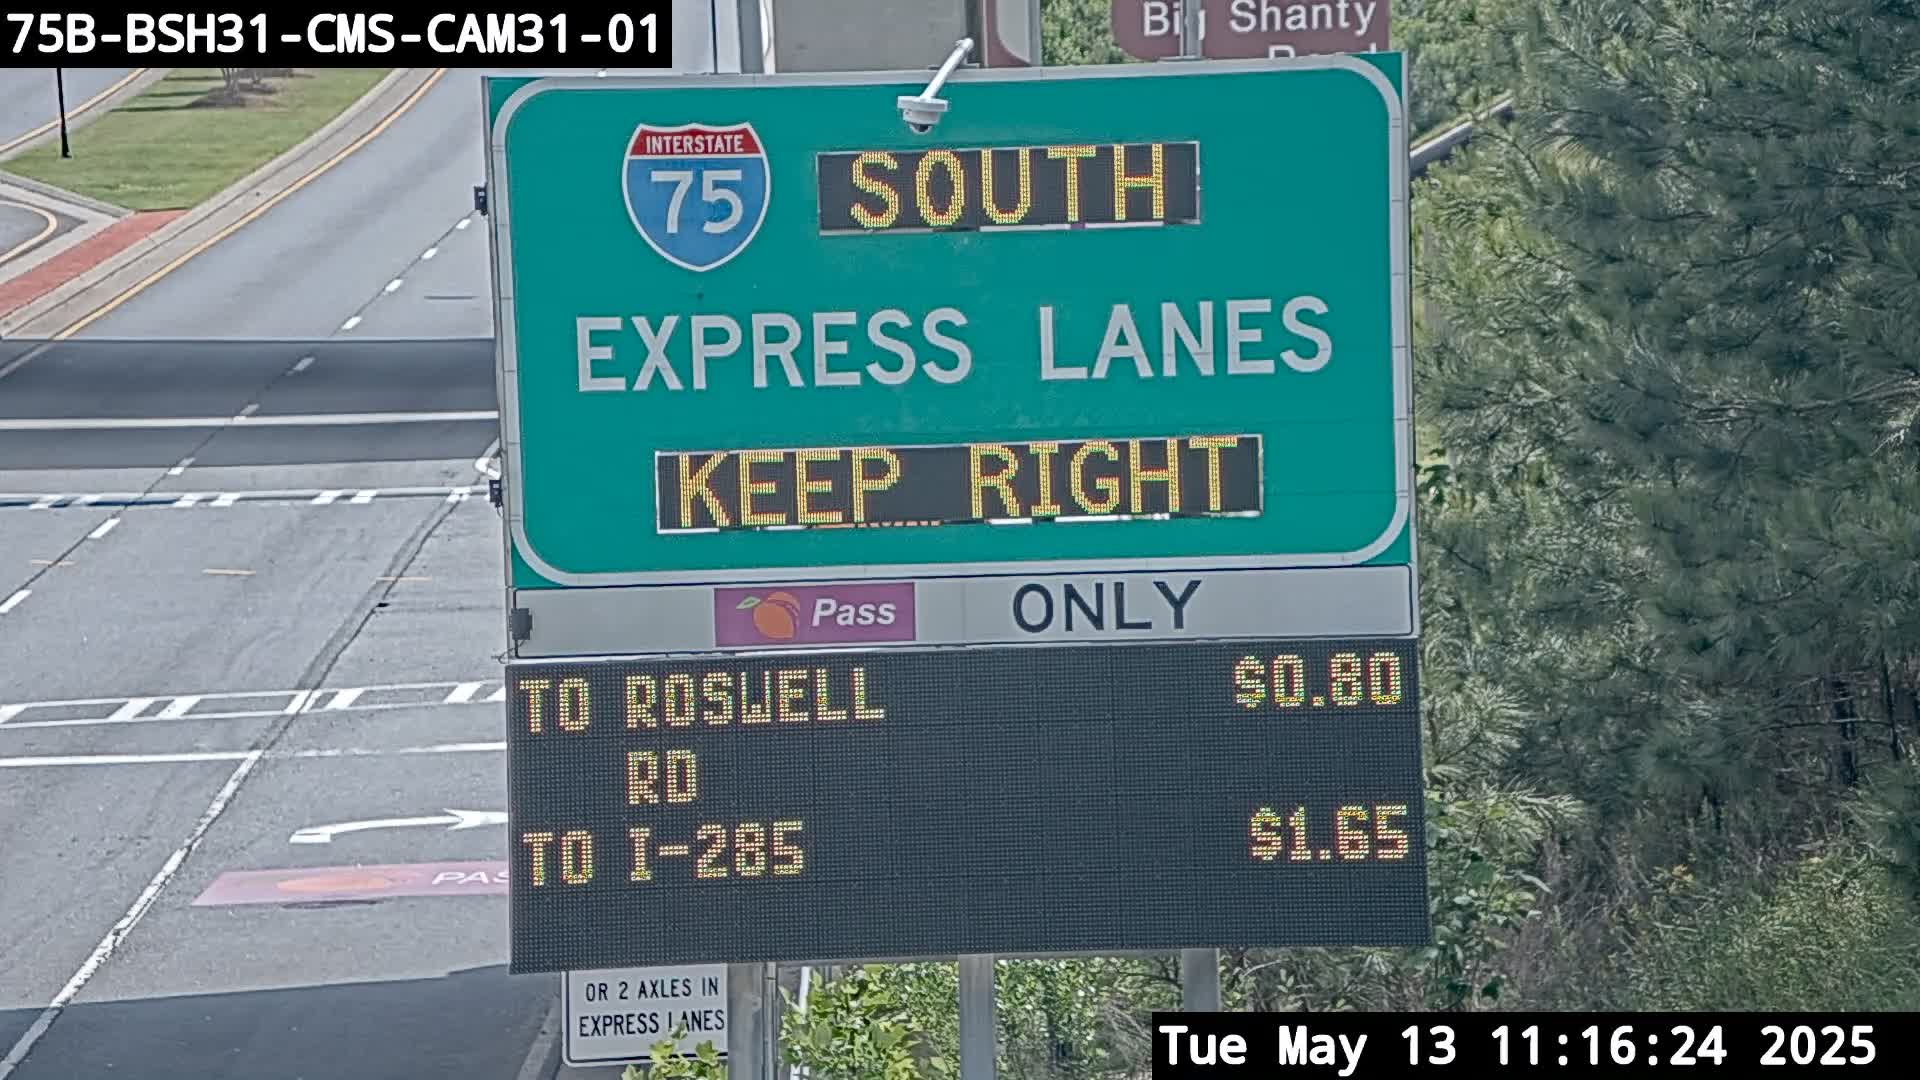 75B-BSH31-CMS-CAM31-01
Big Shanty
Road
INTERSTATE
75
SOUTH
EXPRESS LANES
KEEP RIGHT
Pass
ONLY
TO ROSWELL $0.80
RD
TO I-285 $1.65
PAS
OR 2 AXLES IN
EXPRESS LANES
Tue May 13 11:16:24 2025